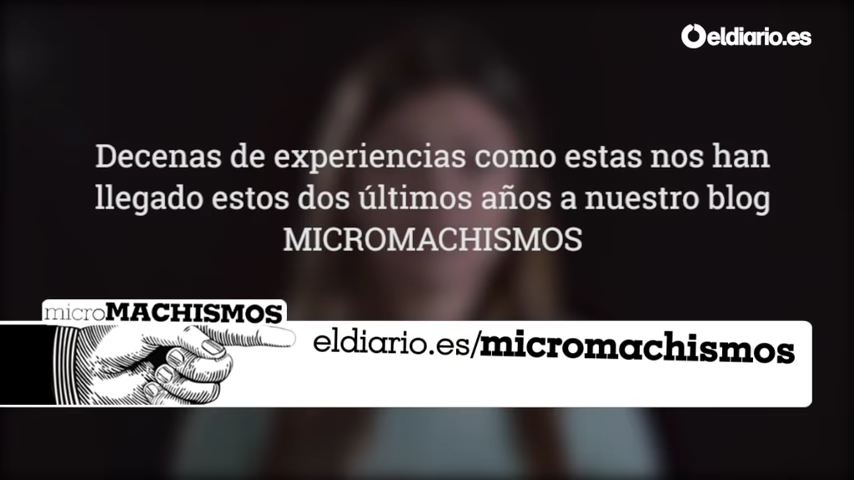 eldiario.es
Decenas de experiencias como estas nos han
llegado estos dos últimos años a nuestro blog
MICROMACHISMOS
microMACHISMOS
eldiario.es/micromachismos